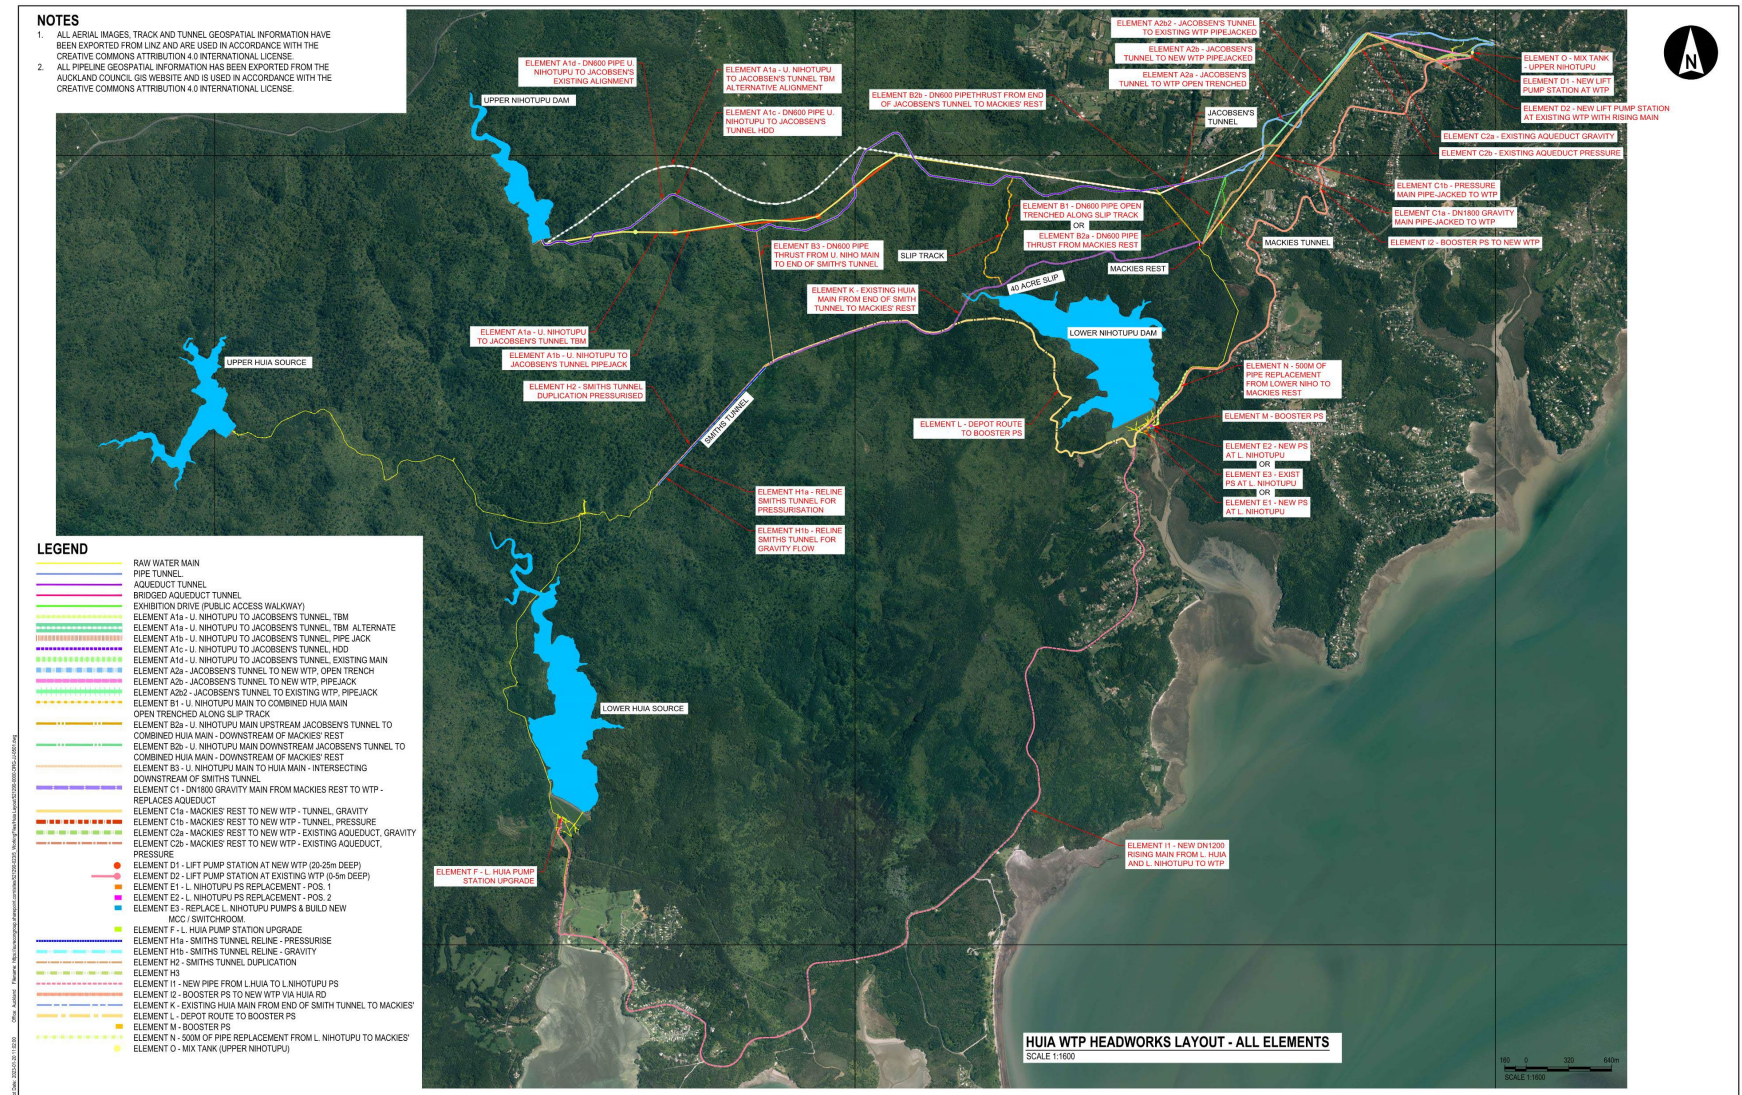 NOTES
1. ALL AERIAL IMAGES, TRACK AND TUNNEL GEOSPATIAL INFORMATION HAVE
BEEN EXPORTED FROM LINZ AND ARE USED IN ACCORDANCE WITH THE
CREATIVE COMMONS ATTRIBUTION 4.0 INTERNATIONAL LICENSE.
2. ALL PIPELINE GEOSPATIAL INFORMATION HAS BEEN EXPORTED FROM THE
AUCKLAND COUNCIL GIS WEBSITE AND IS USED IN ACCORDANCE WITH THE
CREATIVE COMMONS ATTRIBUTION 4.0 INTERNATIONAL LICENSE.
ELEMENT A1d - DN600 PIPE U.
NIHOTUPU TO JACOBSEN'S
EXISTING ALIGNMENT
ELEMENT A1a - U. NIHOTUPU
TO JACOBSEN'S TUNNEL TBM
ALTERNATIVE ALIGNMENT
UPPER NIHOTUPU DAM
ELEMENT A1c - DN600 PIPE U.
NIHOTUPU TO JACOBSEN'S
TUNNEL HDD
ELEMENT B2b - DN600 PIPETHRUST FROM END
OF JACOBSEN'S TUNNEL TO MACKIES' REST
ELEMENT A2b2 - JACOBSEN'S TUNNEL
TO EXISTING WTP PIPEJACKED
ELEMENT A2b - JACOBSEN'S
TUNNEL TO NEW WTP PIPEJACKED
ELEMENT A2a - JACOBSEN'S
TUNNEL TO WTP OPEN TRENCHED
JACOBSEN'S
TUNNEL
ELEMENT O - MIX TANK
- UPPER NIHOTUPU
ELEMENT D1 - NEW LIFT
PUMP STATION AT WTP
ELEMENT D2 - NEW LIFT PUMP STATION
AT EXISTING WTP WITH RISING MAIN
ELEMENT C2a - EXISTING AQUEDUCT GRAVITY
ELEMENT C2b - EXISTING AQUEDUCT PRESSURE
ELEMENT C1b - PRESSURE
MAIN PIPE-JACKED TO WTP
ELEMENT C1a - DN1800 GRAVITY
MAIN PIPE-JACKED TO WTP
ELEMENT I2 - BOOSTER PS TO NEW WTP
N
ELEMENT B1 - DN600 PIPE OPEN
TRENCHED ALONG SLIP TRACK
OR
ELEMENT B2a - DN600 PIPE
THRUST FROM MACKIES REST
MACKIES TUNNEL
ELEMENT B3 - DN600 PIPE
THRUST FROM U. NIHO MAIN
TO END OF SMITH'S TUNNEL
SLIP TRACK
MACKIES REST
40 ACRE SLIP
ELEMENT K - EXISTING HUIA
MAIN FROM END OF SMITH
TUNNEL TO MACKIES' REST
LOWER NIHOTUPU DAM
ELEMENT A1a - U. NIHOTUPU
TO JACOBSEN'S TUNNEL TBM
ELEMENT A1b - U. NIHOTUPU TO
JACOBSEN'S TUNNEL PIPEJACK
UPPER HUIA SOURCE
ELEMENT H2 - SMITHS TUNNEL
DUPLICATION PRESSURISED
SMITHS TUNNEL
ELEMENT N - 500M OF
PIPE REPLACEMENT
FROM LOWER NIHO TO
MACKIES REST
ELEMENT L - DEPOT ROUTE
TO BOOSTER PS
ELEMENT M - BOOSTER PS
ELEMENT E2 - NEW PS
AT L. NIHOTUPU
OR
ELEMENT E3 - EXIST
PS AT L. NIHOTUPU
OR
ELEMENT E1 - NEW PS
AT L. NIHOTUPU
ELEMENT H1a - RELINE
SMITHS TUNNEL FOR
PRESSURISATION
ELEMENT H1b - RELINE
SMITHS TUNNEL FOR
GRAVITY FLOW
LOWER HUIA SOURCE
ELEMENT F - L. HUIA PUMP
STATION UPGRADE
ELEMENT I1 - NEW DN1200
RISING MAIN FROM L. HUIA
AND L. NIHOTUPU TO WTP
LEGEND
RAW WATER MAIN
PIPE TUNNEL.
AQUEDUCT TUNNEL
BRIDGED AQUEDUCT TUNNEL
EXHIBITION DRIVE (PUBLIC ACCESS WALKWAY)
ELEMENT A1a - U. NIHOTUPU TO JACOBSEN'S TUNNEL, TBM
ELEMENT A1a - U. NIHOTUPU TO JACOBSEN'S TUNNEL, TBM ALTERNATE
ELEMENT A1b - U. NIHOTUPU TO JACOBSEN'S TUNNEL, PIPE JACK
ELEMENT A1c - U. NIHOTUPU TO JACOBSEN'S TUNNEL, HDD
ELEMENT A1d - U. NIHOTUPU TO JACOBSEN'S TUNNEL, EXISTING MAIN
ELEMENT A2a - JACOBSEN'S TUNNEL TO NEW WTP, OPEN TRENCH
ELEMENT A2b - JACOBSEN'S TUNNEL TO NEW WTP, PIPEJACK
ELEMENT A2b2 - JACOBSEN'S TUNNEL TO EXISTING WTP, PIPEJACK
ELEMENT B1 - U. NIHOTUPU MAIN TO COMBINED HUIA MAIN
OPEN TRENCHED ALONG SLIP TRACK
ELEMENT B2a - U. NIHOTUPU MAIN UPSTREAM JACOBSEN'S TUNNEL TO
COMBINED HUIA MAIN - DOWNSTREAM OF MACKIES' REST
ELEMENT B2b - U. NIHOTUPU MAIN DOWNSTREAM JACOBSEN'S TUNNEL TO
COMBINED HUIA MAIN - DOWNSTREAM OF MACKIES' REST
ELEMENT B3 - U. NIHOTUPU MAIN TO HUIA MAIN - INTERSECTING
DOWNSTREAM OF SMITHS TUNNEL
ELEMENT C1 - DN1800 GRAVITY MAIN FROM MACKIES REST TO WTP -
REPLACES AQUEDUCT
ELEMENT C1a - MACKIES' REST TO NEW WTP - TUNNEL, GRAVITY
ELEMENT C1b - MACKIES' REST TO NEW WTP - TUNNEL, PRESSURE
ELEMENT C2a - MACKIES' REST TO NEW WTP - EXISTING AQUEDUCT, GRAVITY
ELEMENT C2b - MACKIES' REST TO NEW WTP - EXISTING AQUEDUCT,
PRESSURE
ELEMENT D1 - LIFT PUMP STATION AT NEW WTP (20-25m DEEP)
ELEMENT D2 - LIFT PUMP STATION AT EXISTING WTP (0-5m DEEP)
ELEMENT E1 - L. NIHOTUPU PS REPLACEMENT - POS. 1
ELEMENT E2 - L. NIHOTUPU PS REPLACEMENT - POS. 2
ELEMENT E3 - REPLACE L. NIHOTUPU PUMPS & BUILD NEW
MCC / SWITCHROOM.
ELEMENT F - L. HUIA PUMP STATION UPGRADE
ELEMENT H1a - SMITHS TUNNEL RELINE - PRESSURISE
ELEMENT H1b - SMITHS TUNNEL RELINE - GRAVITY
ELEMENT H2 - SMITHS TUNNEL DUPLICATION
ELEMENT H3
ELEMENT I1 - NEW PIPE FROM L.HUIA TO L.NIHOTUPU PS
ELEMENT I2 - BOOSTER PS TO NEW WTP VIA HUIA RD
ELEMENT K - EXISTING HUIA MAIN FROM END OF SMITH TUNNEL TO MACKIES'
ELEMENT L - DEPOT ROUTE TO BOOSTER PS
ELEMENT M - BOOSTER PS
ELEMENT N - 500M OF PIPE REPLACEMENT FROM L. NIHOTUPU TO MACKIES'
ELEMENT O - MIX TANK (UPPER NIHOTUPU)
HUIA WTP HEADWORKS LAYOUT - ALL ELEMENTS
SCALE 1:1600
160 0 320 640m
SCALE 1:1600